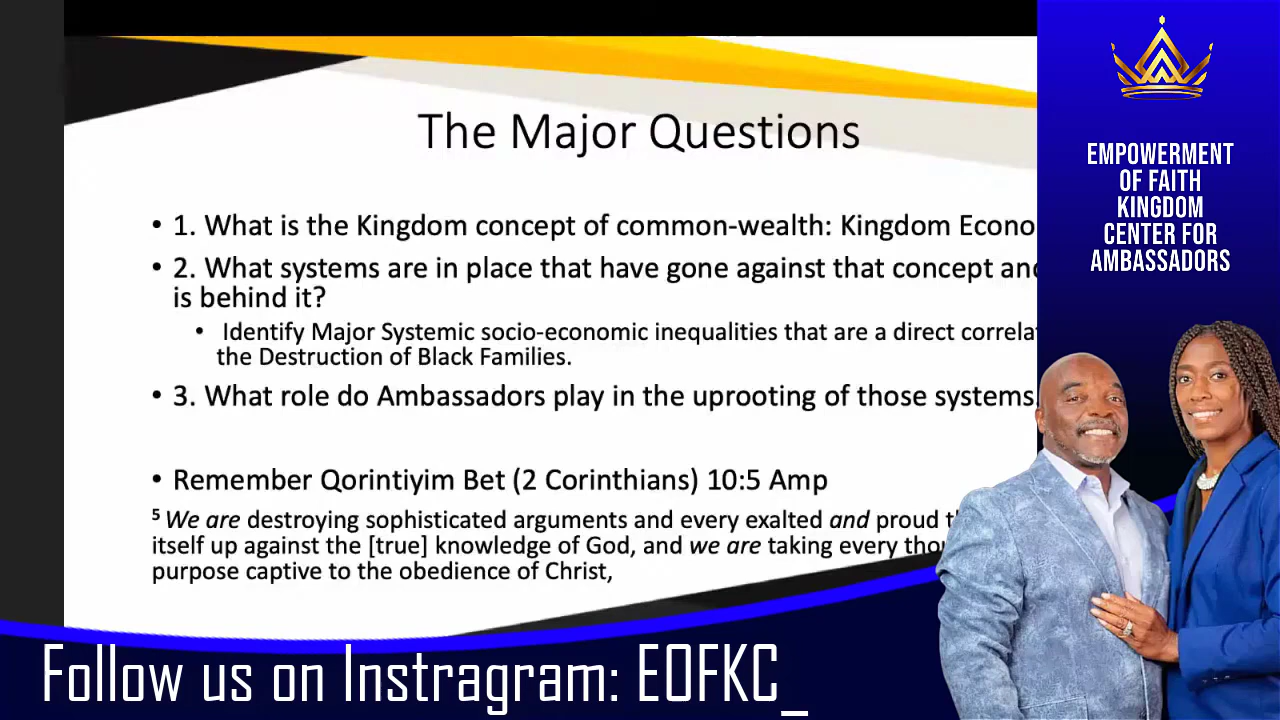 The Major Questions
• 1. What is the Kingdom concept of common-wealth: Kingdom Econo
• 2. What systems are in place that have gone against that concept and
is behind it?
• Identify Major Systemic socio-economic inequalities that are a direct correla
the Destruction of Black Families.
• 3. What role do Ambassadors play in the uprooting of those systems
• Remember Qorintiyim Bet (2 Corinthians) 10:5 Amp
5 We are destroying sophisticated arguments and every exalted and proud
itself up against the [true] knowledge of God, and we are taking every
purpose captive to the obedience of Christ,
EMPOWERMENT
OF FAITH
KINGDOM
CENTER FOR
AMBASSADORS
Follow us on Instragram: EOFKC_